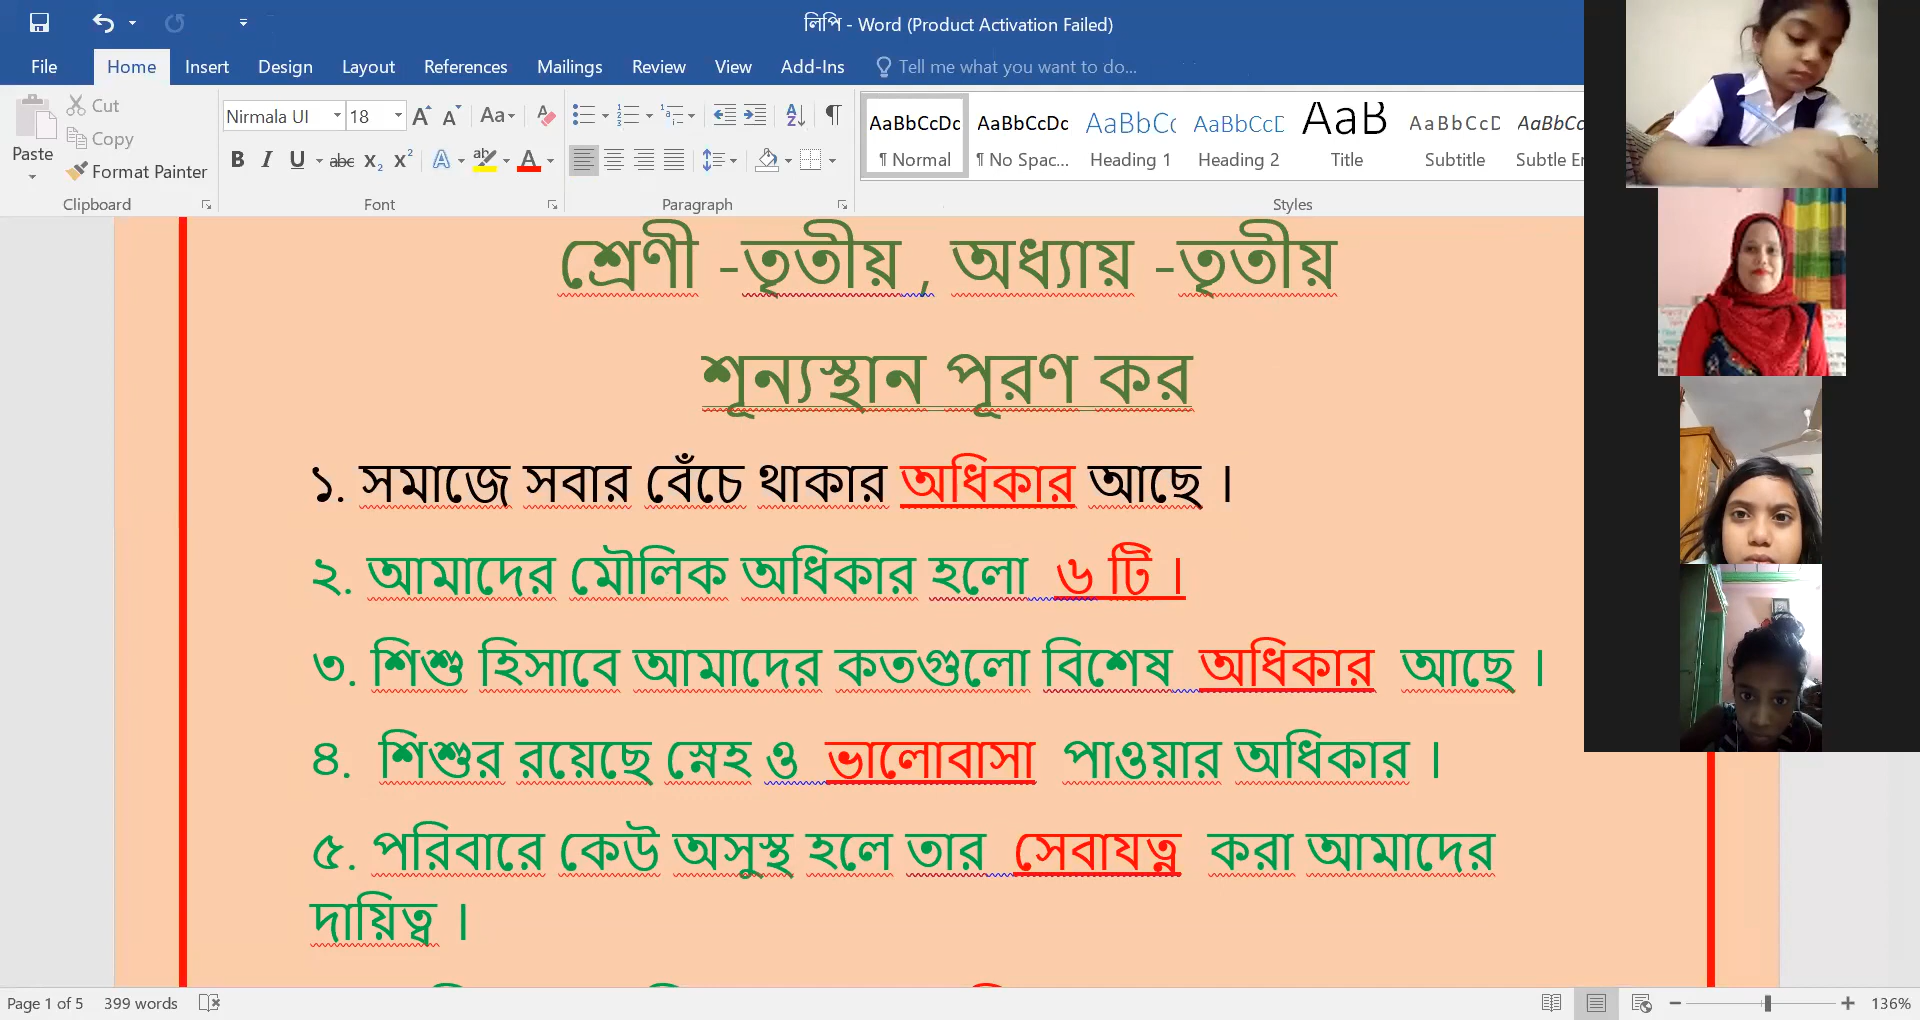 লিপি - Word (Product Activation Failed)
File Home Insert Design Layout References Mailings Review View Add-Ins Tell me what you want to do...
Cut
Copy
Paste
Format Painter
Nirmala UI 18
AaBbCcDc AaBbCcDc AaBbCc AaBbCcD AaB AaBbCcD AaBbCc
¶ Normal ¶ No Spac... Heading 1 Heading 2 Title Subtitle Subtle E
Clipboard Font Paragraph Styles
শ্রেণী -তৃতীয় , অধ্যায় -তৃতীয়
শূন্যস্থান পূরণ কর
১. সমাজে সবার বেঁচে থাকার অধিকার আছে ।
২. আমাদের মৌলিক অধিকার হলো ৬ টি ।
৩. শিশু হিসাবে আমাদের কতগুলো বিশেষ অধিকার আছে ।
৪. শিশুর রয়েছে স্নেহ ও ভালোবাসা পাওয়ার অধিকার ।
৫. পরিবারে কেউ অসুস্থ হলে তার সেবাযত্ন করা আমাদের
দায়িত্ব ।
Page 1 of 5 399 words 136%